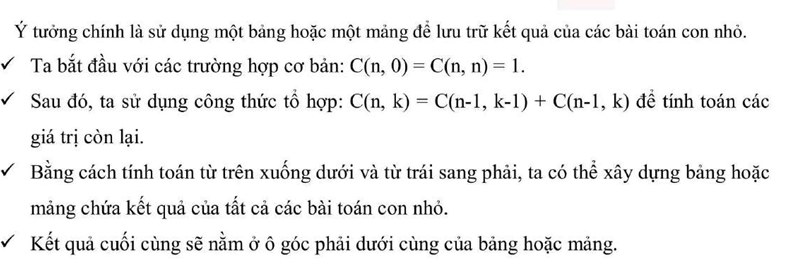 Ý tưởng chính là sử dụng một bảng hoặc một mảng để lưu trữ kết quả của các bài toán con nhỏ.
✓ Ta bắt đầu với các trường hợp cơ bản: C(n, 0) = C(n, n) = 1.
✓ Sau đó, ta sử dụng công thức tổ hợp: C(n, k) = C(n-1, k-1) + C(n-1, k) để tính toán các
giá trị còn lại.
✓ Bằng cách tính toán từ trên xuống dưới và từ trái sang phải, ta có thể xây dựng bảng hoặc
mảng chứa kết quả của tất cả các bài toán con nhỏ.
✓ Kết quả cuối cùng sẽ nằm ở ô góc phải dưới cùng của bảng hoặc mảng.